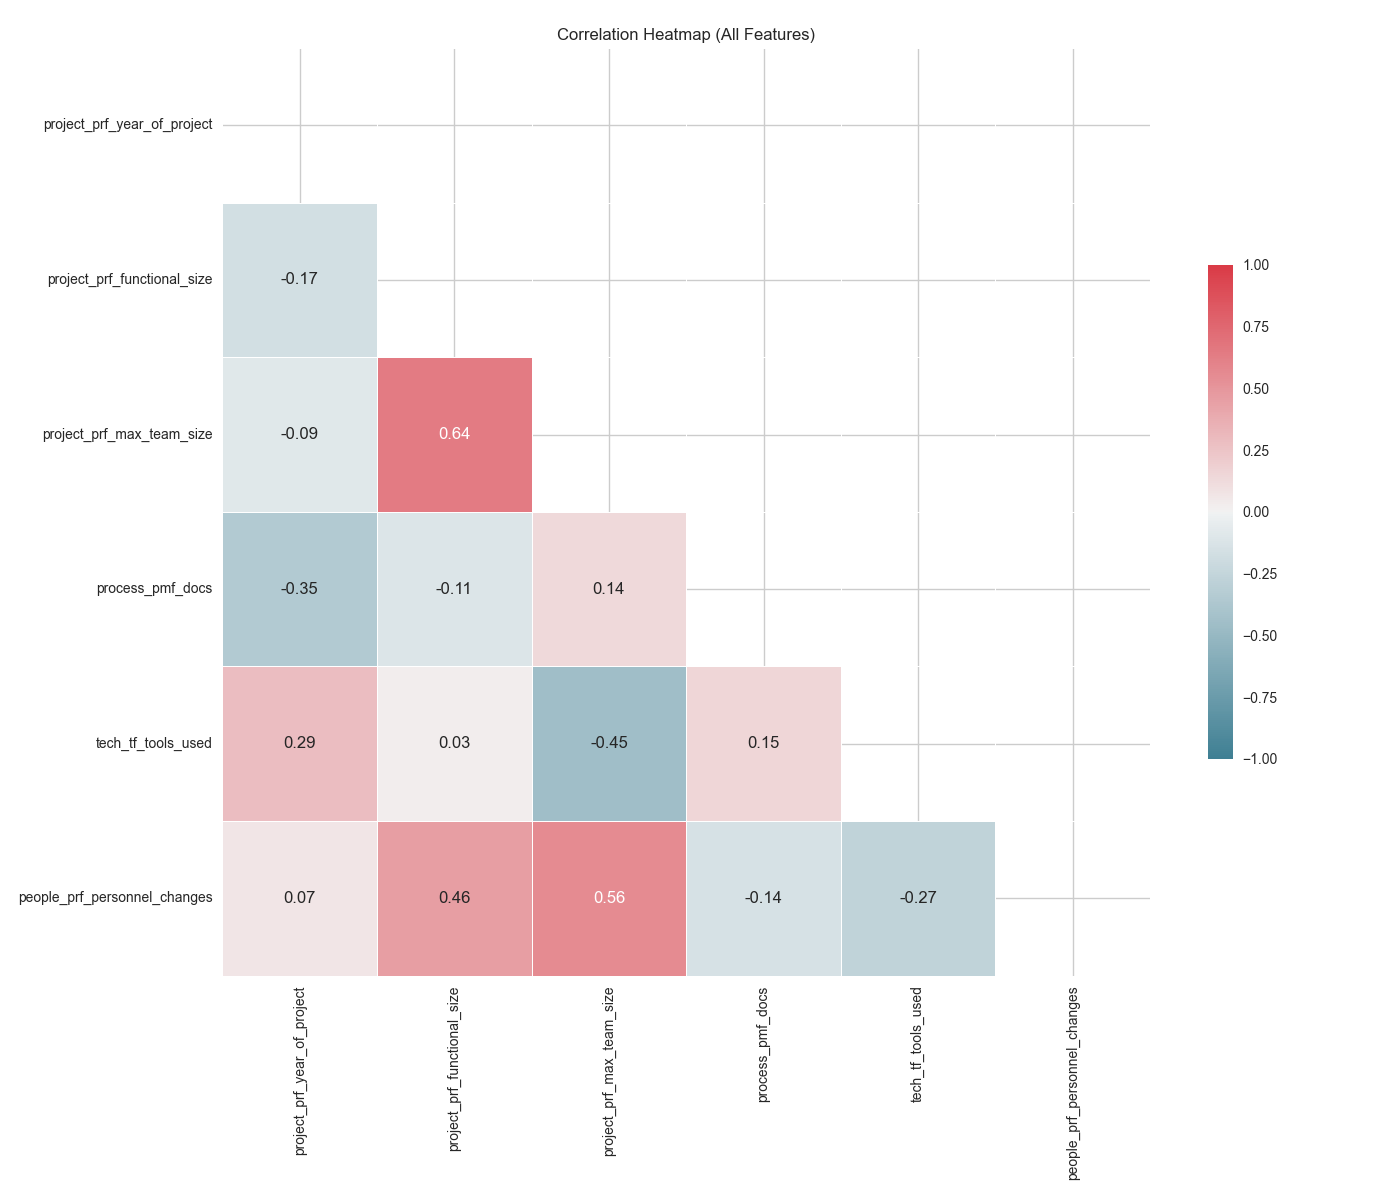 Correlation Heatmap (All Features)
project_prf_year_of_project
project_prf_functional_size
-0.17
project_prf_max_team_size
-0.09 0.64
process_pmf_docs
-0.35 -0.11 0.14
tech_tf_tools_used
0.29 0.03 -0.45 0.15
people_prf_personnel_changes
0.07 0.46 0.56 -0.14 -0.27
project_prf_year_of_project
project_prf_functional_size
project_prf_max_team_size
process_pmf_docs
tech_tf_tools_used
people_prf_personnel_changes
1.00
0.75
0.50
0.25
0.00
−0.25
−0.50
−0.75
−1.00